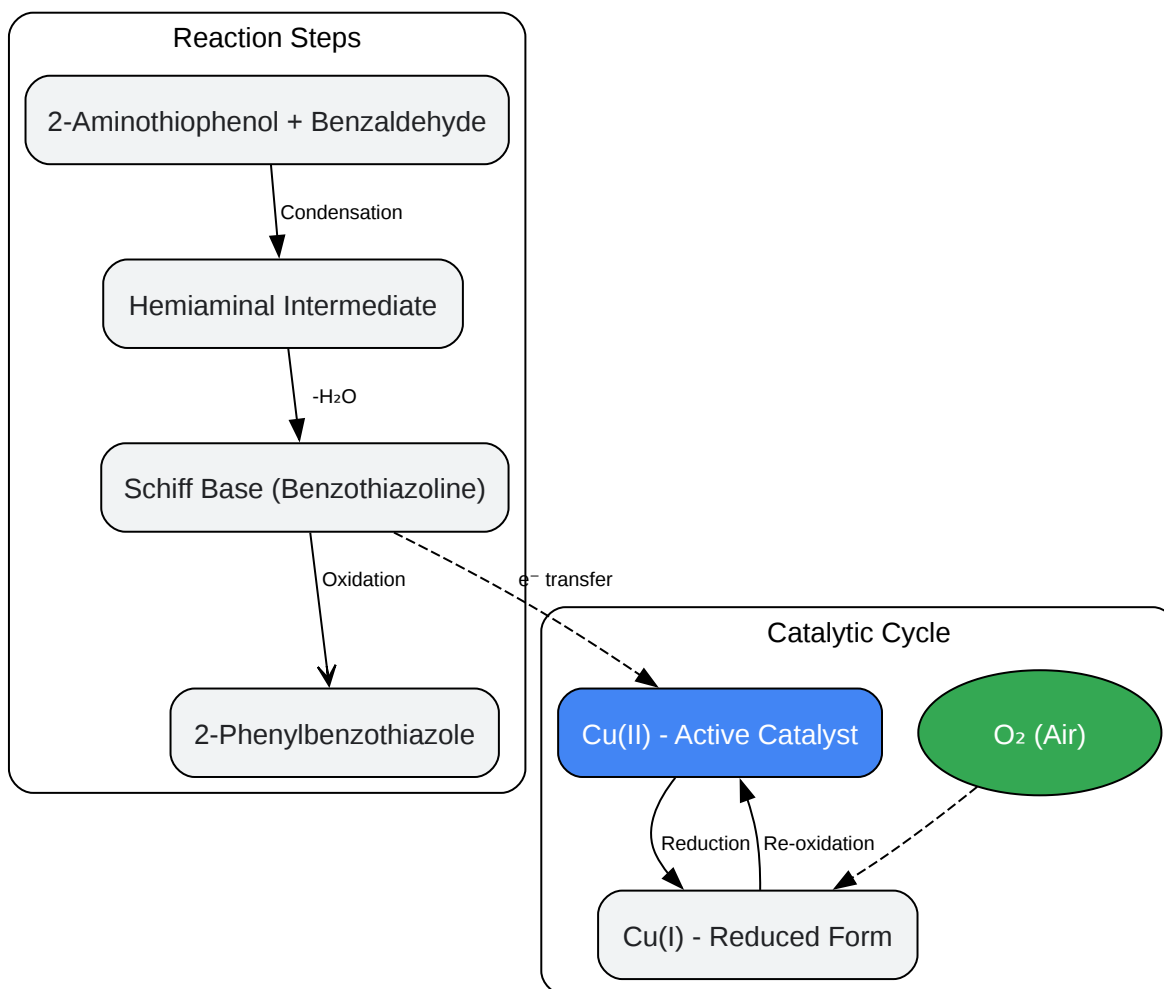 Reaction Steps
2-Aminothiophenol + Benzaldehyde
Condensation
Hemiaminal Intermediate
-H₂O
Schiff Base (Benzothiazoline)
Oxidation
e⁻ transfer
2-Phenylbenzothiazole
Catalytic Cycle
Cu(II) - Active Catalyst
O₂ (Air)
Reduction
Re-oxidation
Cu(I) - Reduced Form